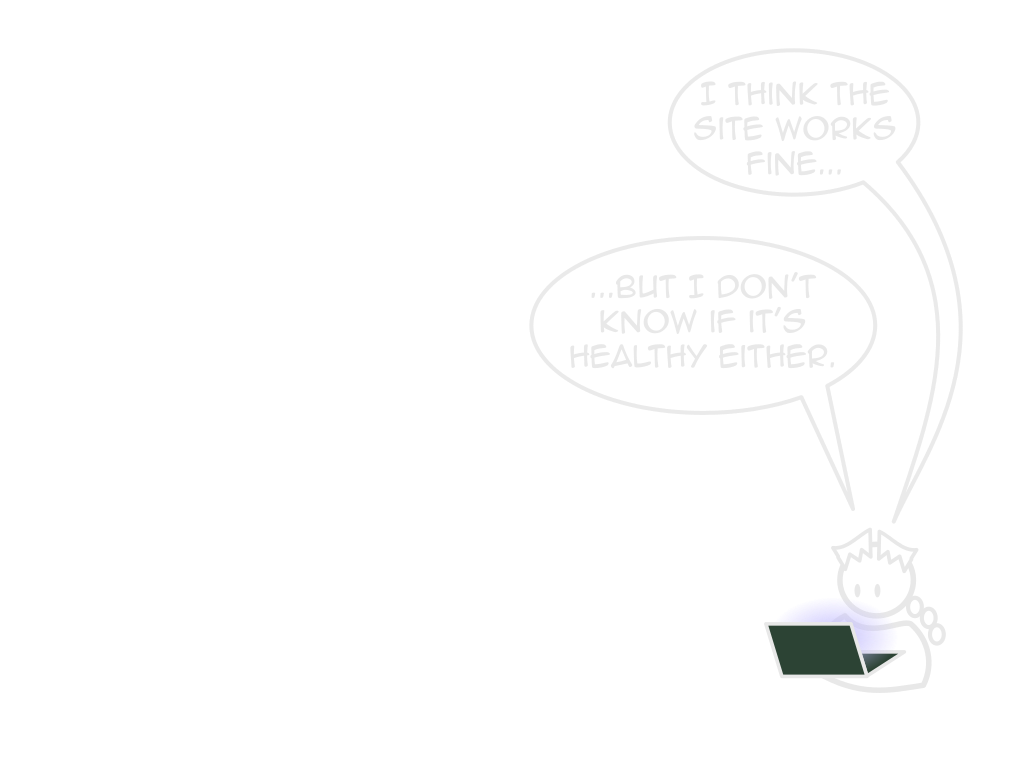 I THINK THE
SITE WORKS
FINE...
...BUT I DON'T
KNOW IF IT'S
HEALTHY EITHER.